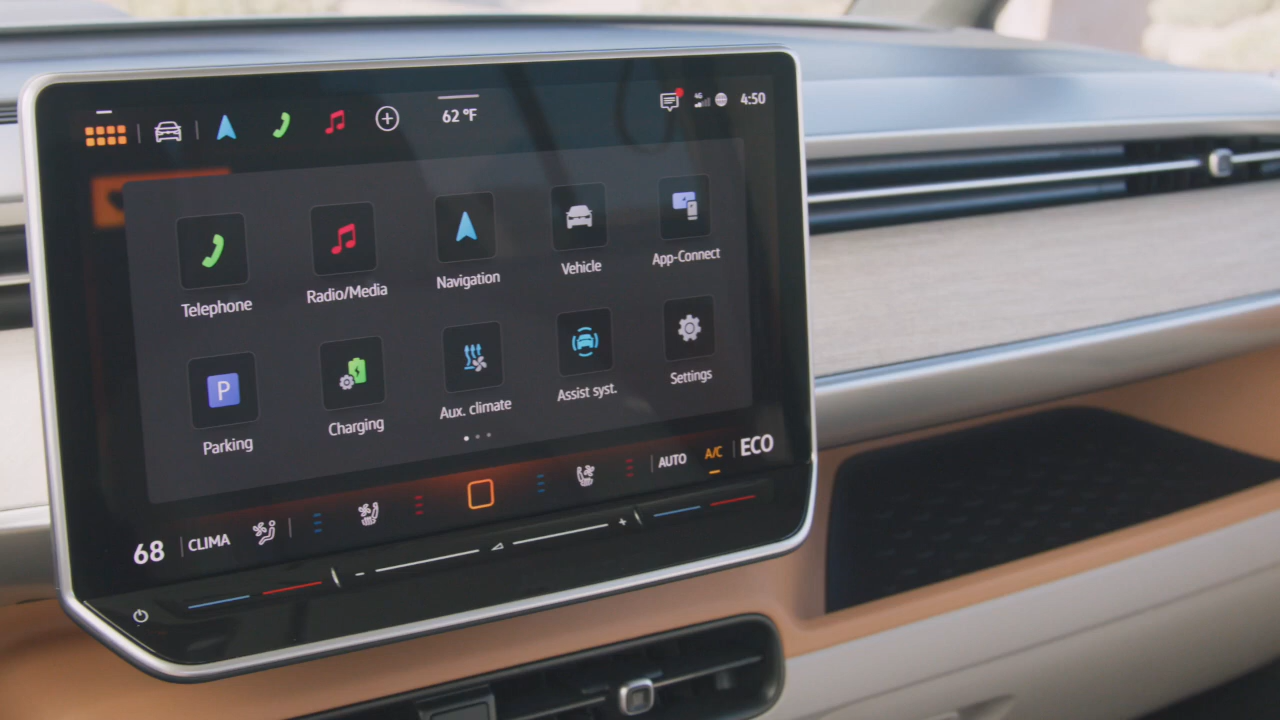 62 °F
4G
4:50
Telephone
Radio/Media
Navigation
Vehicle
App-Connect
P
Parking
Charging
Aux. climate
Assist syst.
Settings
68
CLIMA
AUTO
A/C
ECO
- +